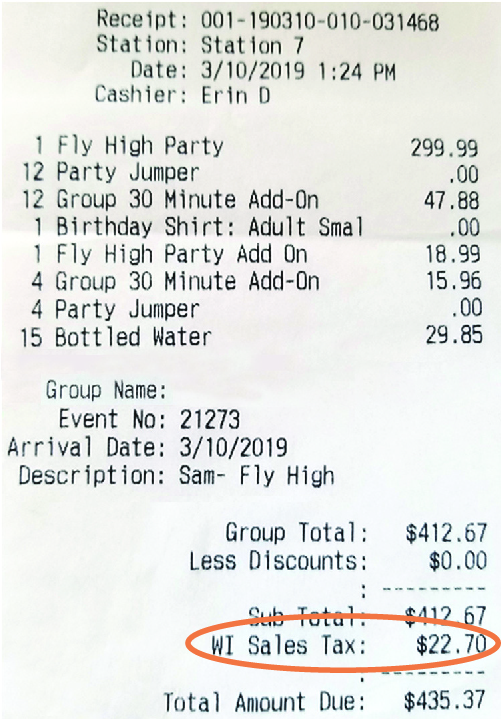 Receipt: 001-190310-010-031468
Station: Station 7
Date: 3/10/2019 1:24 PM
Cashier: Erin D
1 Fly High Party 299.99
12 Party Jumper .00
12 Group 30 Minute Add-On 47.88
1 Birthday Shirt: Adult Smal .00
1 Fly High Party Add On 18.99
4 Group 30 Minute Add-On 15.96
4 Party Jumper .00
15 Bottled Water 29.85
Group Name:
Event No: 21273
Arrival Date: 3/10/2019
Description: Sam- Fly High
Group Total: $412.67
Less Discounts: $0.00
: ---------
Sub Total: $412.67
WI Sales Tax: $22.70
: ---------
Total Amount Due: $435.37